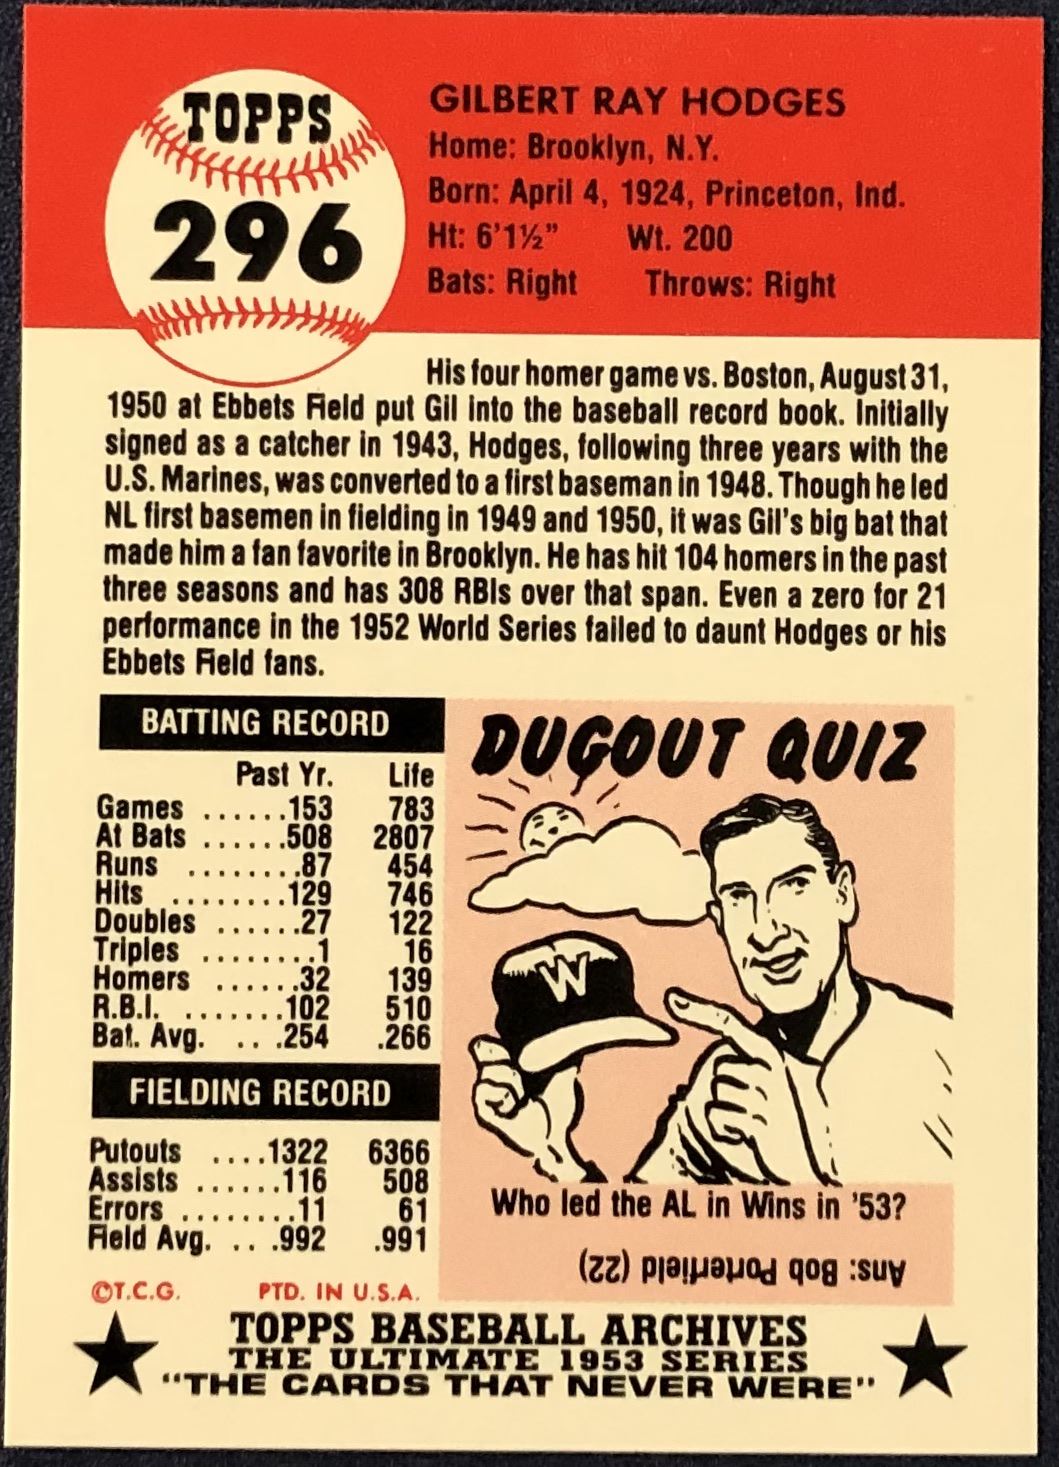 TOPPS
296
GILBERT RAY HODGES
Home: Brooklyn, N.Y.
Born: April 4, 1924, Princeton, Ind.
Ht: 6'1½" Wt. 200
Bats: Right Throws: Right
His four homer game vs. Boston, August 31,
1950 at Ebbets Field put Gil into the baseball record book. Initially
signed as a catcher in 1943, Hodges, following three years with the
U.S. Marines, was converted to a first baseman in 1948. Though he led
NL first basemen in fielding in 1949 and 1950, it was Gil's big bat that
made him a fan favorite in Brooklyn. He has hit 104 homers in the past
three seasons and has 308 RBIs over that span. Even a zero for 21
performance in the 1952 World Series failed to daunt Hodges or his
Ebbets Field fans.
BATTING RECORD
Past Yr. Life
Games ......153 783
At Bats ......508 2807
Runs ........87 454
Hits ........129 746
Doubles ......27 122
Triples ........1 16
Homers ......32 139
R.B.I. .......102 510
Bat. Avg. . . .254 .266
FIELDING RECORD
Putouts ....1322 6366
Assists ......116 508
Errors ........11 61
Field Avg. . . .992 .991
©T.C.G. PTD. IN U.S.A.
DUGOUT QUIZ
W
Who led the AL in Wins in '53?
Ans: Bob Porterfield (22)
TOPPS BASEBALL ARCHIVES
THE ULTIMATE 1953 SERIES
"THE CARDS THAT NEVER WERE"